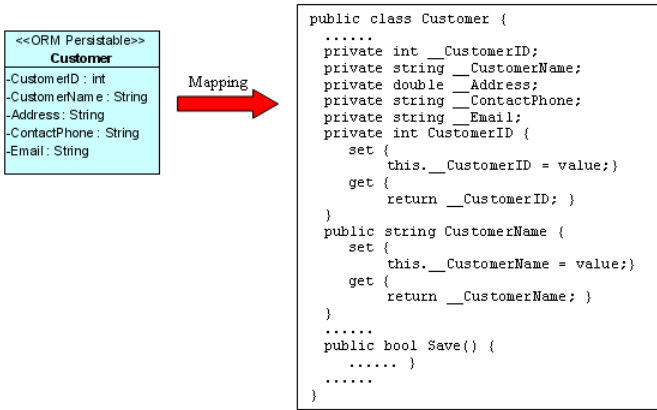 <<ORM Persistable>>
Customer
-CustomerID : int
-CustomerName : String
-Address : String
-ContactPhone : String
-Email : String
Mapping
public class Customer {
......
private int __CustomerID;
private string __CustomerName;
private double __Address;
private string __ContactPhone;
private string __Email;
private int CustomerID {
set {
this.__CustomerID = value;}
get {
return __CustomerID; }
}
public string CustomerName {
set {
this.__CustomerName = value;}
get {
return __CustomerName; }
}
......
public bool Save() {
...... }
......
}